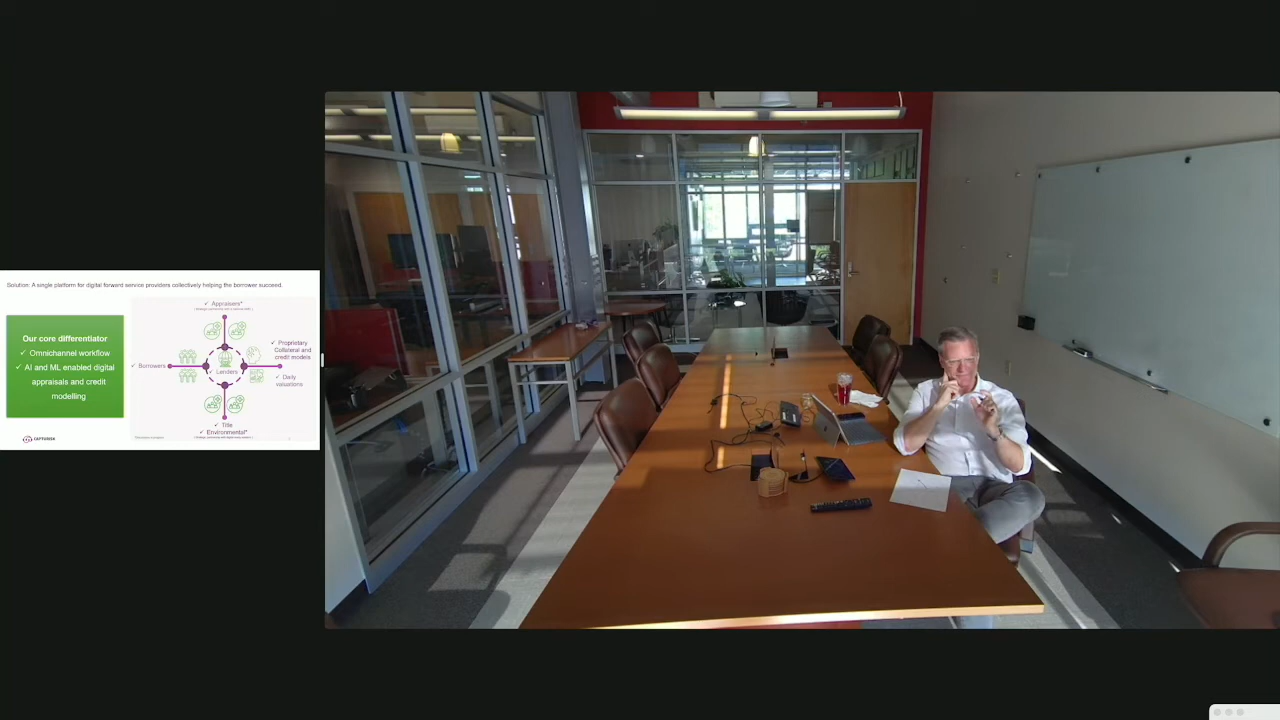 Solution: A single platform for digital forward service providers collectively helping the borrower succeed.
Our core differentiator
✓ Omnichannel workflow
✓ AI and ML enabled digital
appraisals and credit
modelling
✓ Appraisers*
✓ Proprietary
Collateral and
credit models
✓ Borrowers
✓ Lenders
✓ Daily
valuations
✓ Title
✓ Environmental*
CAPTURISK